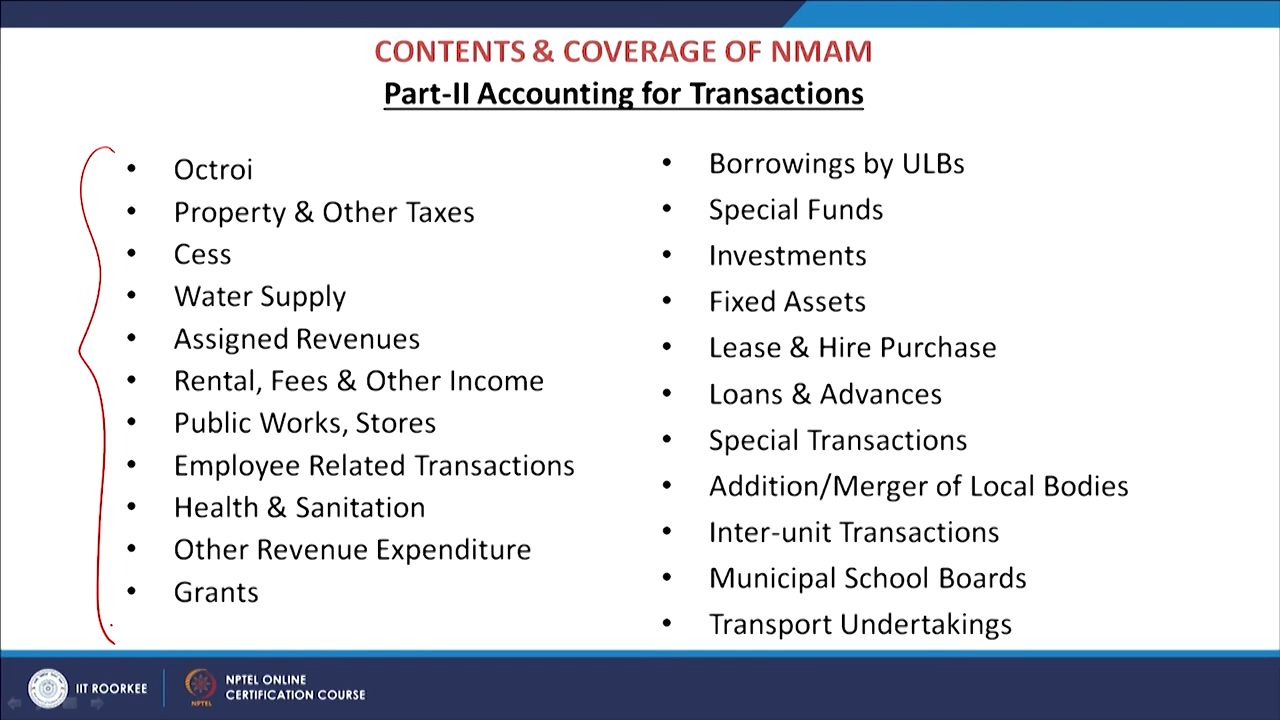 CONTENTS & COVERAGE OF NMAM
Part-II Accounting for Transactions
• Octroi
• Property & Other Taxes
• Cess
• Water Supply
• Assigned Revenues
• Rental, Fees & Other Income
• Public Works, Stores
• Employee Related Transactions
• Health & Sanitation
• Other Revenue Expenditure
• Grants
• Borrowings by ULBs
• Special Funds
• Investments
• Fixed Assets
• Lease & Hire Purchase
• Loans & Advances
• Special Transactions
• Addition/Merger of Local Bodies
• Inter-unit Transactions
• Municipal School Boards
• Transport Undertakings
IIT ROORKEE
NPTEL
NPTEL ONLINE
CERTIFICATION COURSE